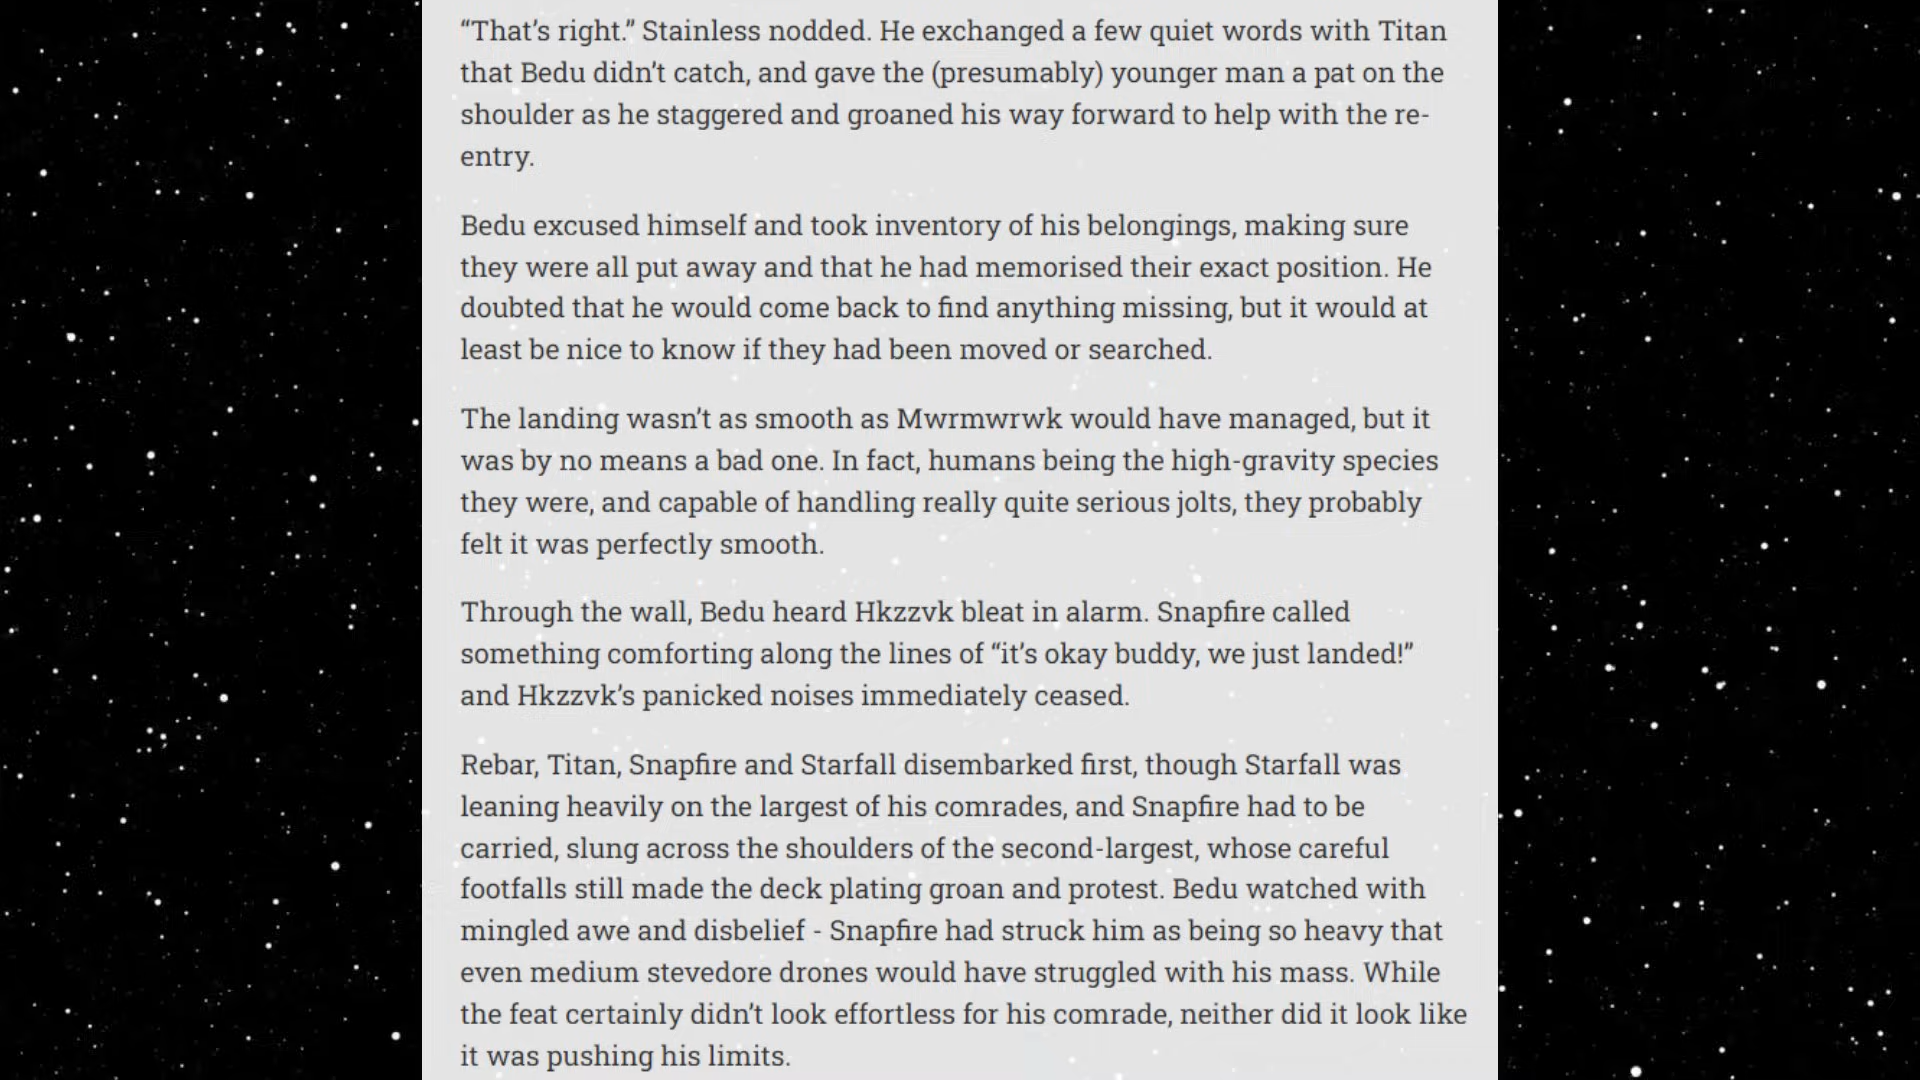 “That’s right.” Stainless nodded. He exchanged a few quiet words with Titan
that Bedu didn’t catch, and gave the (presumably) younger man a pat on the
shoulder as he staggered and groaned his way forward to help with the re-
entry.
Bedu excused himself and took inventory of his belongings, making sure
they were all put away and that he had memorised their exact position. He
doubted that he would come back to find anything missing, but it would at
least be nice to know if they had been moved or searched.
The landing wasn’t as smooth as Mwrmwrwk would have managed, but it
was by no means a bad one. In fact, humans being the high-gravity species
they were, and capable of handling really quite serious jolts, they probably
felt it was perfectly smooth.
Through the wall, Bedu heard Hkzzvk bleat in alarm. Snapfire called
something comforting along the lines of “it’s okay buddy, we just landed!”
and Hkzzvk’s panicked noises immediately ceased.
Rebar, Titan, Snapfire and Starfall disembarked first, though Starfall was
leaning heavily on the largest of his comrades, and Snapfire had to be
carried, slung across the shoulders of the second-largest, whose careful
footfalls still made the deck plating groan and protest. Bedu watched with
mingled awe and disbelief - Snapfire had struck him as being so heavy that
even medium stevedore drones would have struggled with his mass. While
the feat certainly didn’t look effortless for his comrade, neither did it look like
it was pushing his limits.